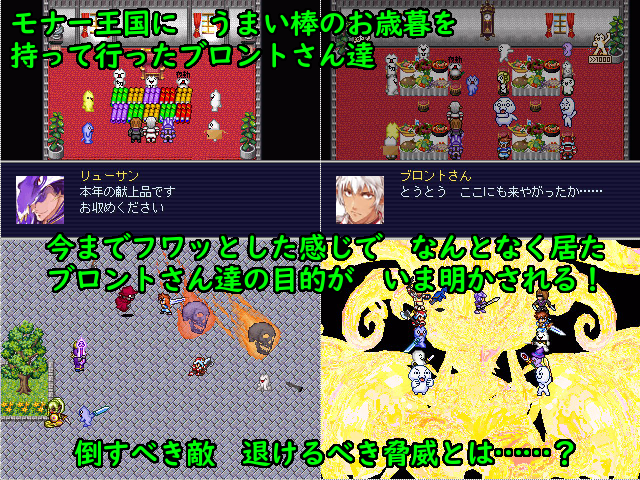 モナー王国に　うまい棒のお歳暮を
持って行ったブロントさん達
×1000
リューサン
本年の献上品です
お収めください
ブロントさん
とうとう　ここにも来やがったか……
今までフワッとした感じで　なんとなく居た
ブロントさん達の目的が　いま明かされる！
倒すべき敵　退けるべき脅威とは……？